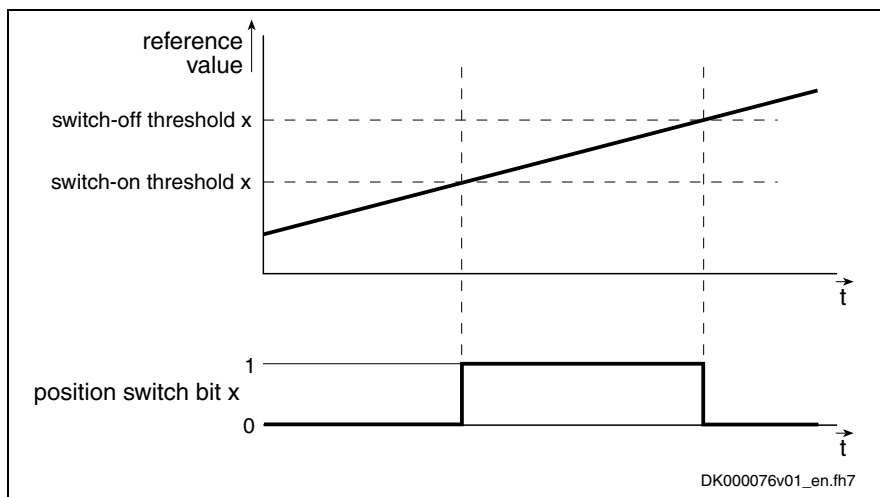 reference
value
switch-off threshold x
switch-on threshold x
t
1
position switch bit x
0
t
DK000076v01_en.fh7